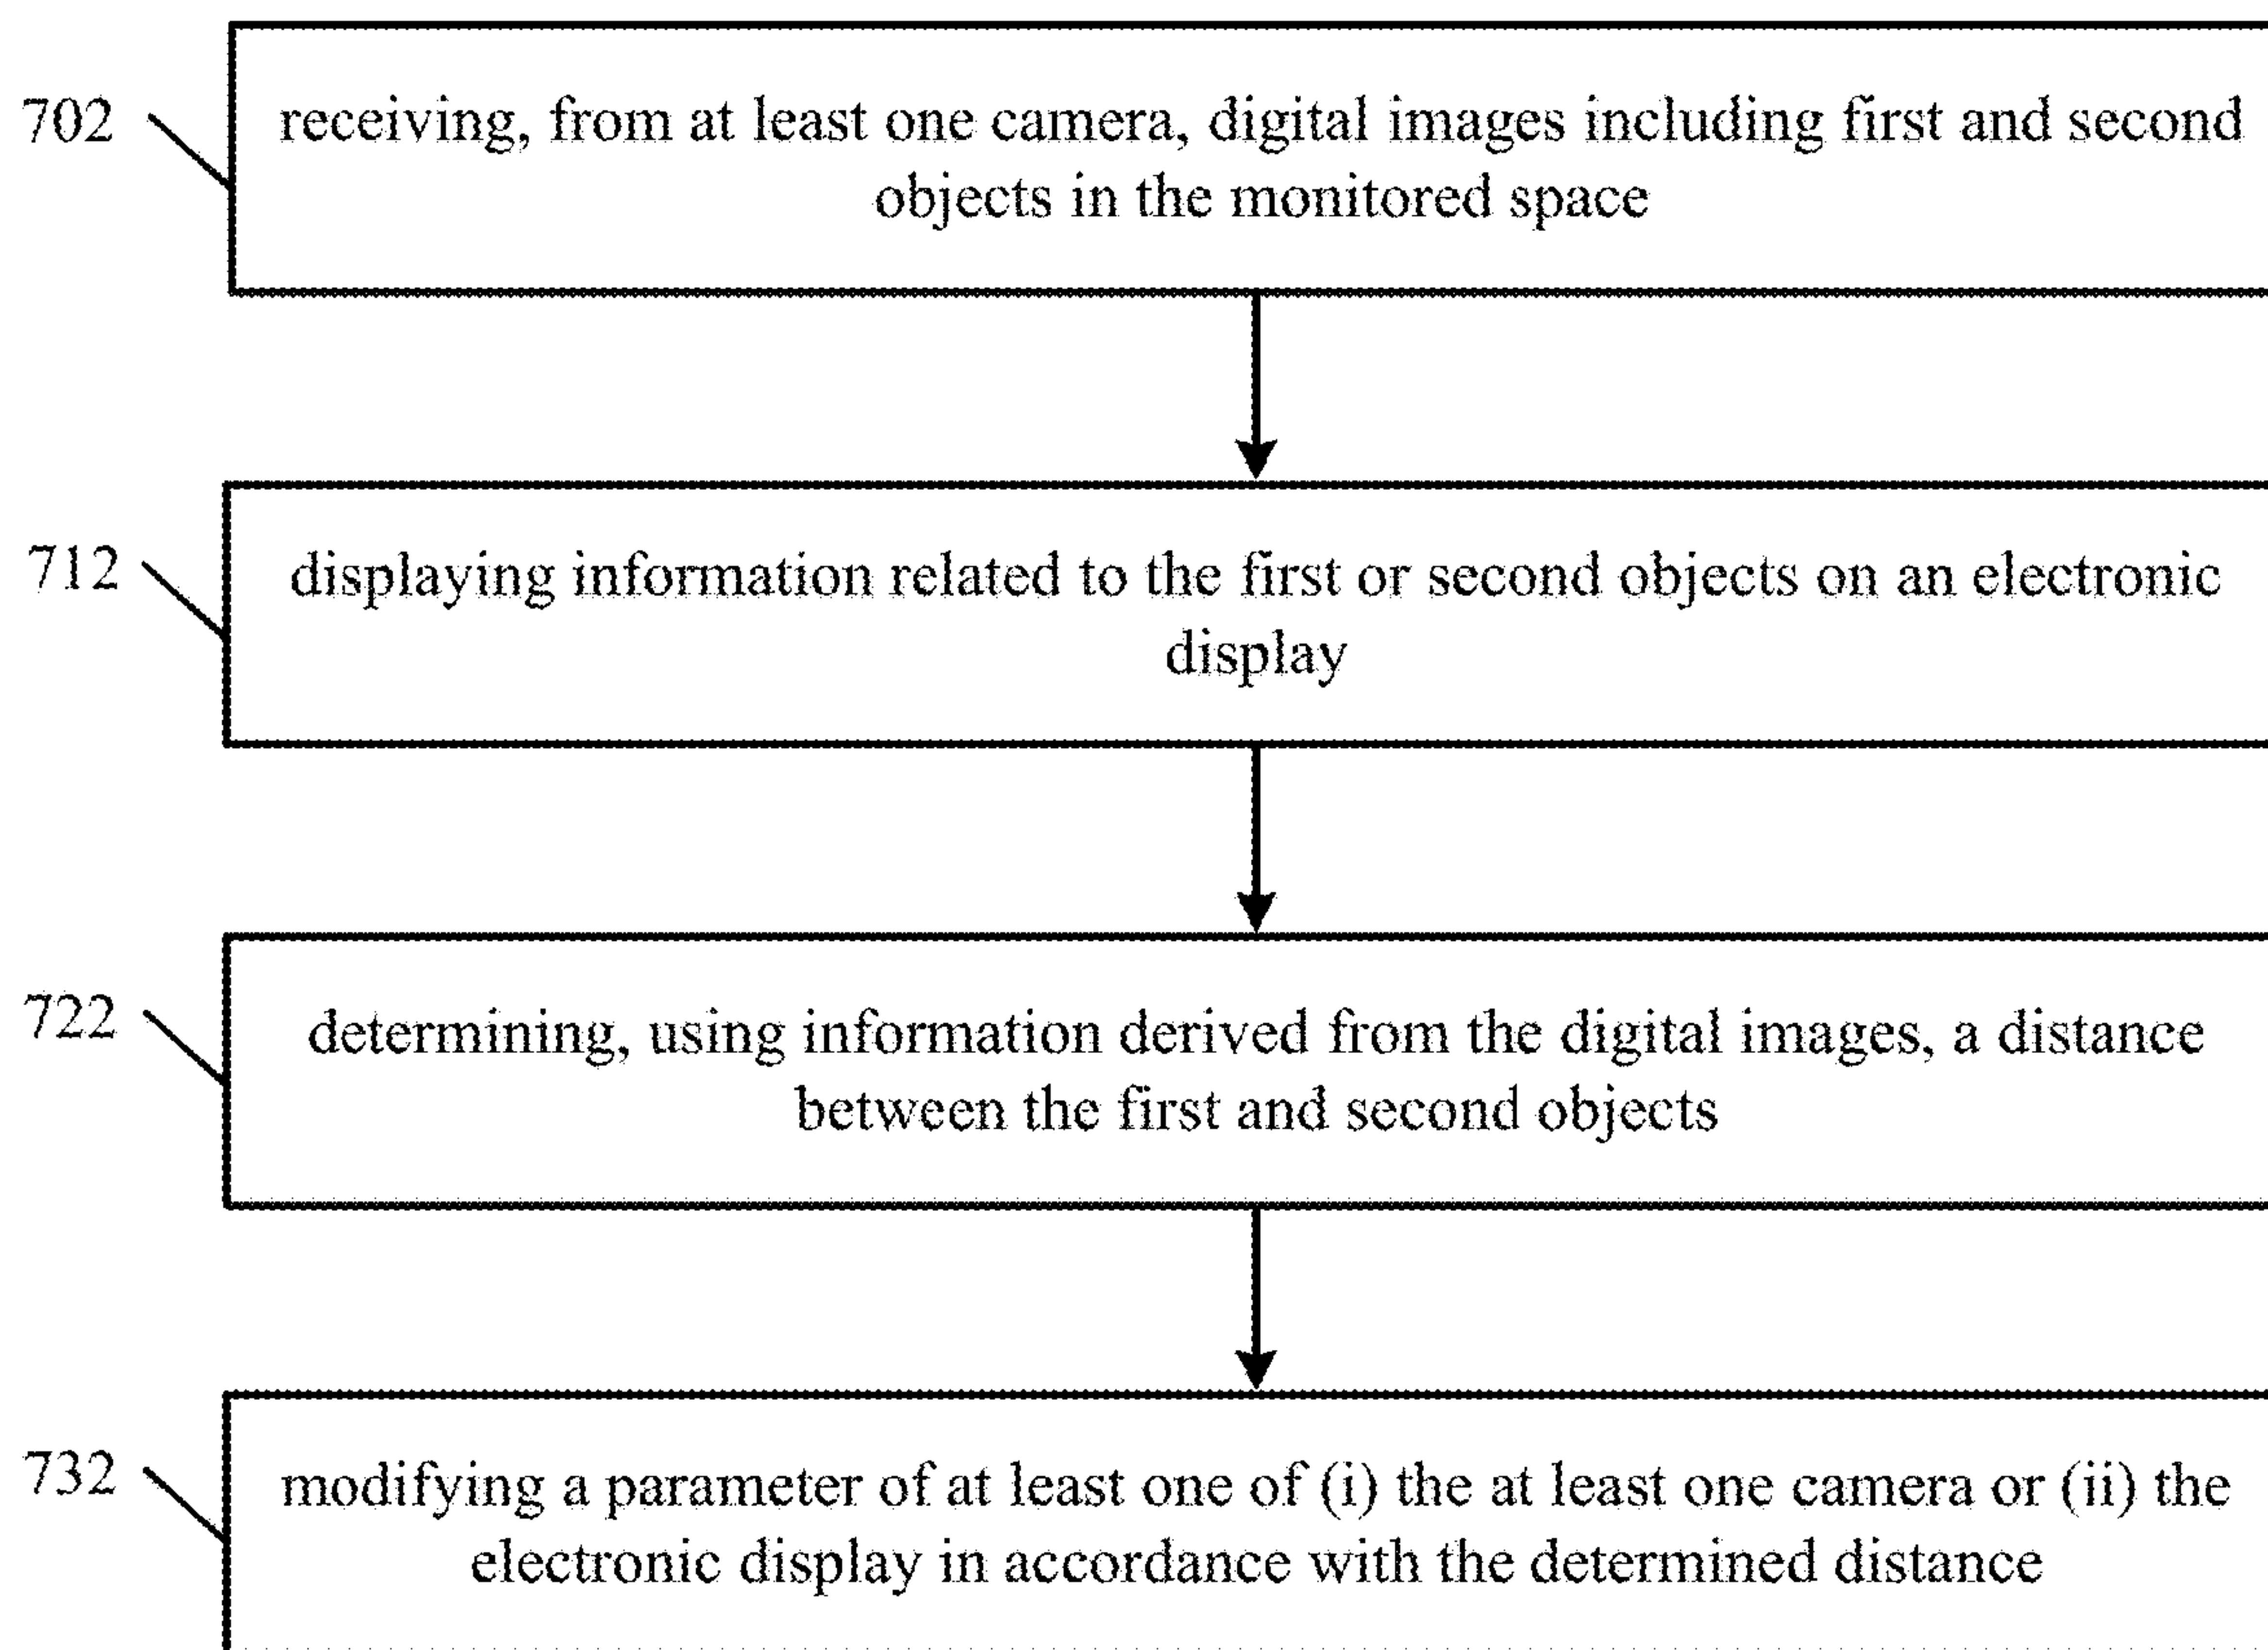 702
receiving, from at least one camera, digital images including first and second
objects in the monitored space
712
displaying information related to the first or second objects on an electronic
display
722
determining, using information derived from the digital images, a distance
between the first and second objects
732
modifying a parameter of at least one of (i) the at least one camera or (ii) the
electronic display in accordance with the determined distance